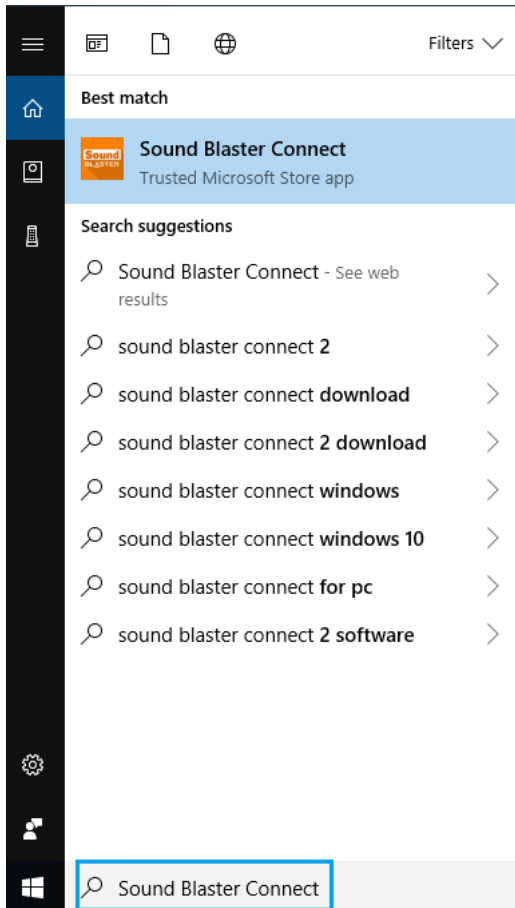 Filters
Best match
Sound
BLASTER
Sound Blaster Connect
Trusted Microsoft Store app
Search suggestions
Sound Blaster Connect - See web
results
sound blaster connect 2
sound blaster connect download
sound blaster connect 2 download
sound blaster connect windows
sound blaster connect windows 10
sound blaster connect for pc
sound blaster connect 2 software
Sound Blaster Connect